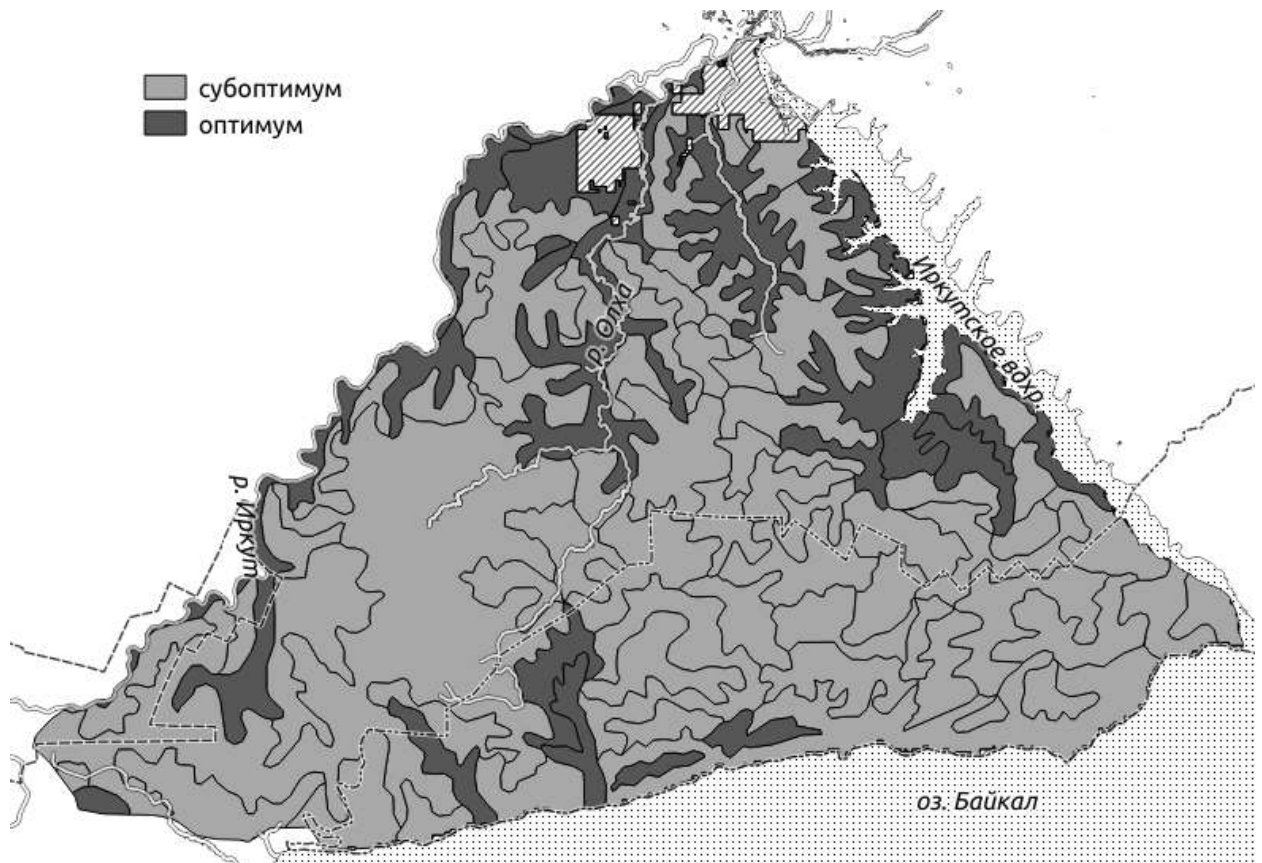 субоптимум
оптимум
р. Олха
Иркутское вдхр.
р. Иркут
оз. Байкал